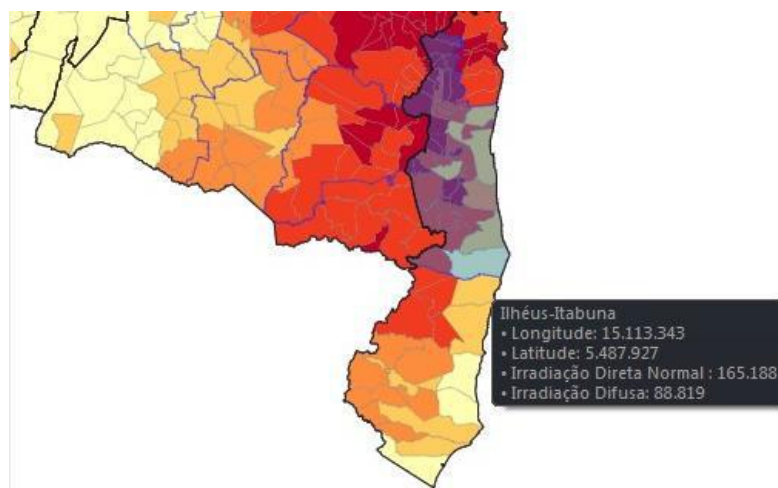 Ilhéus-Itabuna
• Longitude: 15.113.343
• Latitude: 5.487.927
• Irradiação Direta Normal : 165.188
• Irradiação Difusa: 88.819